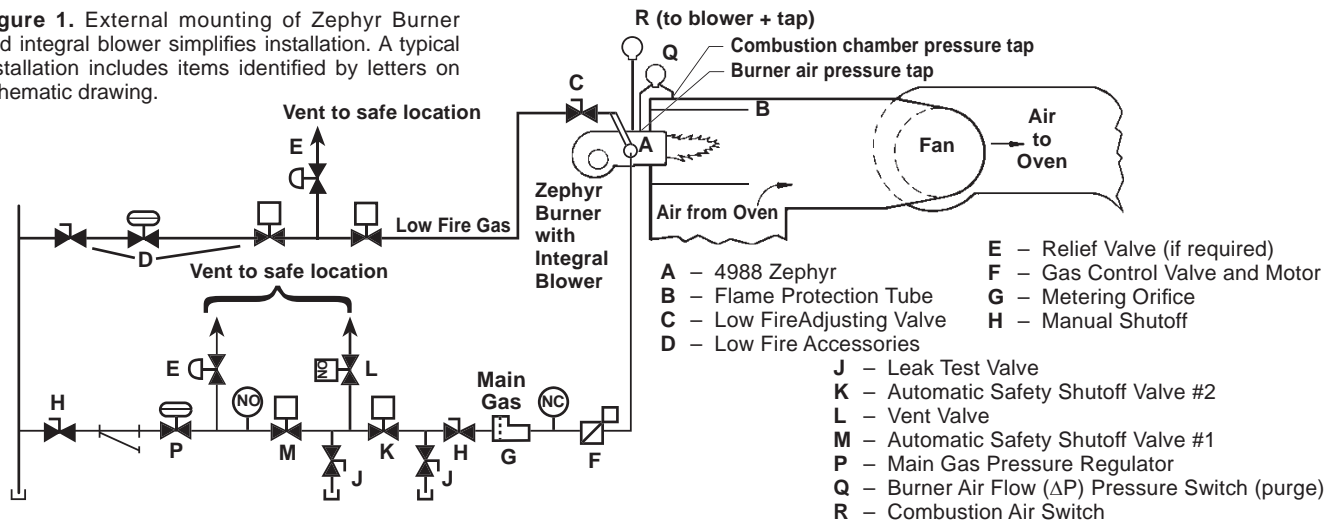 gure 1. External mounting of Zephyr Burner
d integral blower simplifies installation. A typical
stallation includes items identified by letters on
hematic drawing.
R (to blower + tap)
Q
Combustion chamber pressure tap
Burner air pressure tap
C
Vent to safe location
E
B
A
Fan
Air
to
Oven
Zephyr
Burner
with
Integral
Blower
Air from Oven
Low Fire Gas
D
Vent to safe location
E
NO
L
H
P
NO
M
J
K
J
H
Main
Gas
G
NC
F
A – 4988 Zephyr
B – Flame Protection Tube
C – Low FireAdjusting Valve
D – Low Fire Accessories
E – Relief Valve (if required)
F – Gas Control Valve and Motor
G – Metering Orifice
H – Manual Shutoff
J – Leak Test Valve
K – Automatic Safety Shutoff Valve #2
L – Vent Valve
M – Automatic Safety Shutoff Valve #1
P – Main Gas Pressure Regulator
Q – Burner Air Flow (∆P) Pressure Switch (purge)
R – Combustion Air Switch